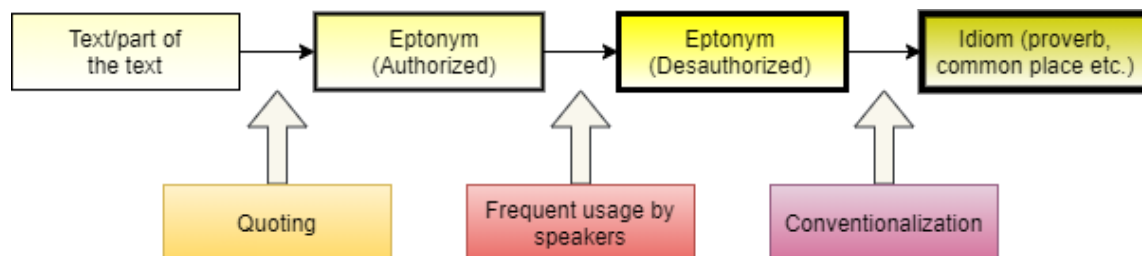 Text/part of
the text
Eptonym
(Authorized)
Eptonym
(Desauthorized)
Idiom (proverb,
common place etc.)
Quoting
Frequent usage by
speakers
Conventionalization